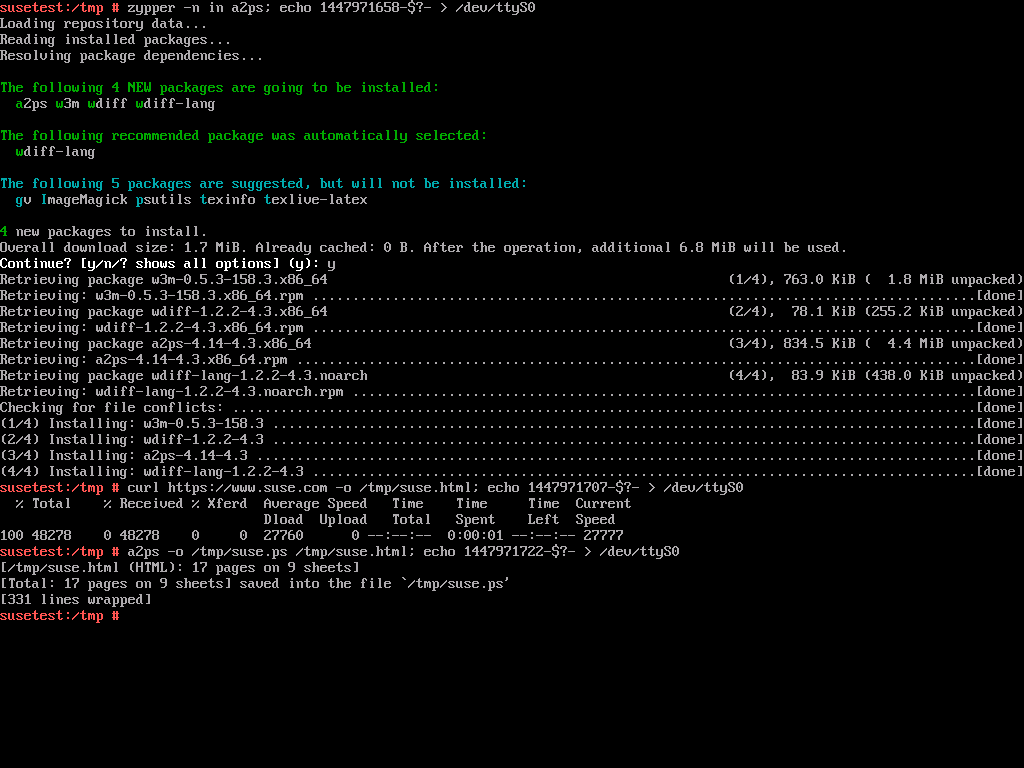 susetest:/tmp # zypper -n in a2ps; echo 1447971658-$?- > /dev/ttyS0
Loading repository data...
Reading installed packages...
Resolving package dependencies...
The following 4 NEW packages are going to be installed:
  a2ps w3m wdiff wdiff-lang
The following recommended package was automatically selected:
  wdiff-lang
The following 5 packages are suggested, but will not be installed:
  gv ImageMagick psutils texinfo texlive-latex
4 new packages to install.
Overall download size: 1.7 MiB. Already cached: 0 B. After the operation, additional 6.8 MiB will be used.
Continue? [y/n/? shows all options] (y): y
Retrieving package w3m-0.5.3-158.3.x86_64 (1/4), 763.0 KiB (  1.8 MiB unpacked)
Retrieving: w3m-0.5.3-158.3.x86_64.rpm ...................................................................................[done]
Retrieving package wdiff-1.2.2-4.3.x86_64 (2/4),  78.1 KiB (255.2 KiB unpacked)
Retrieving: wdiff-1.2.2-4.3.x86_64.rpm ...................................................................................[done]
Retrieving package a2ps-4.14-4.3.x86_64 (3/4), 834.5 KiB (  4.4 MiB unpacked)
Retrieving: a2ps-4.14-4.3.x86_64.rpm .....................................................................................[done]
Retrieving package wdiff-lang-1.2.2-4.3.noarch (4/4),  83.9 KiB (438.0 KiB unpacked)
Retrieving: wdiff-lang-1.2.2-4.3.noarch.rpm ..............................................................................[done]
Checking for file conflicts: .............................................................................................[done]
(1/4) Installing: w3m-0.5.3-158.3 ........................................................................................[done]
(2/4) Installing: wdiff-1.2.2-4.3 ........................................................................................[done]
(3/4) Installing: a2ps-4.14-4.3 ..........................................................................................[done]
(4/4) Installing: wdiff-lang-1.2.2-4.3 ...................................................................................[done]
susetest:/tmp # curl https://www.suse.com -o /tmp/suse.html; echo 1447971707-$?- > /dev/ttyS0
  % Total    % Received % Xferd  Average Speed   Time    Time     Time  Current
                                 Dload  Upload   Total   Spent    Left  Speed
100 48278    0 48278    0     0  27760      0 --:--:--  0:00:01 --:--:-- 27777
susetest:/tmp # a2ps -o /tmp/suse.ps /tmp/suse.html; echo 1447971722-$?- > /dev/ttyS0
[/tmp/suse.html (HTML): 17 pages on 9 sheets]
[Total: 17 pages on 9 sheets] saved into the file `/tmp/suse.ps'
[331 lines wrapped]
susetest:/tmp #